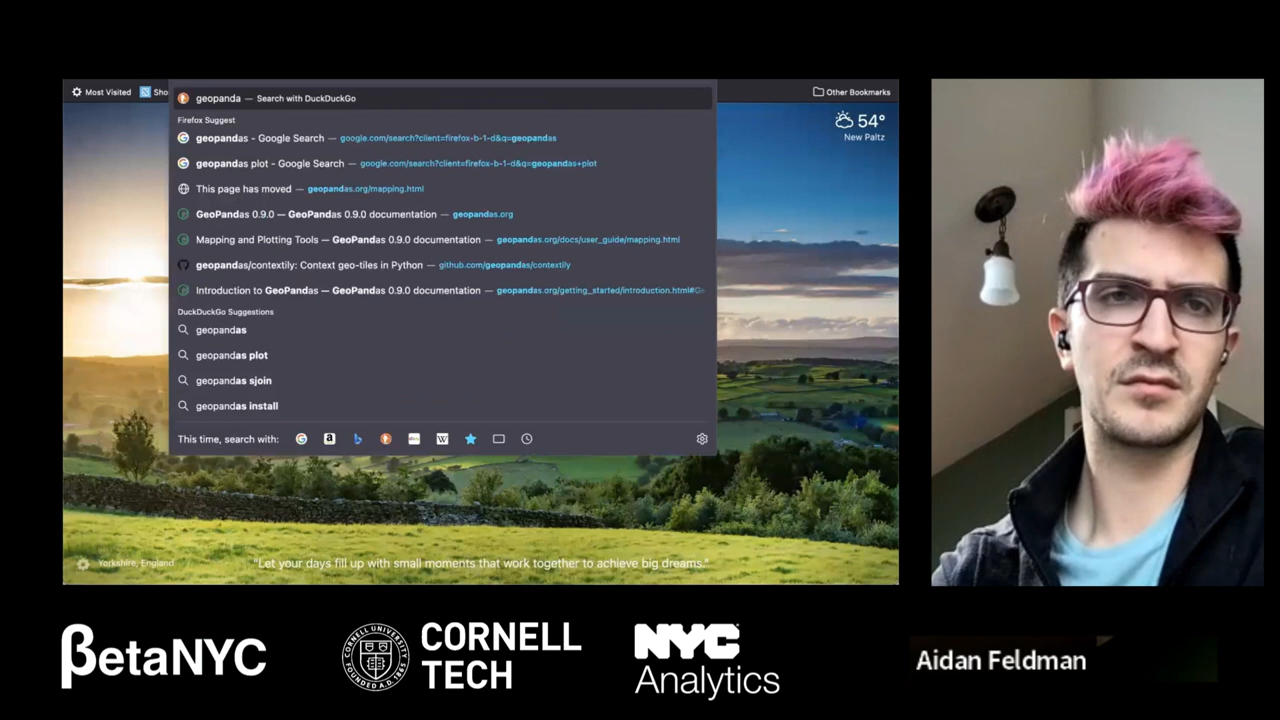 Most Visited
Sho
geopanda — Search with DuckDuckGo
Other Bookmarks
Firefox Suggest
54°
New Paltz
geopandas - Google Search — google.com/search?client=firefox-b-1-d&q=geopandas
geopandas plot - Google Search — google.com/search?client=firefox-b-1-d&q=geopandas+plot
This page has moved — geopandas.org/mapping.html
GeoPandas 0.9.0 — GeoPandas 0.9.0 documentation — geopandas.org
Mapping and Plotting Tools — GeoPandas 0.9.0 documentation — geopandas.org/docs/user_guide/mapping.html
geopandas/contextily: Context geo-tiles in Python — github.com/geopandas/contextily
Introduction to GeoPandas — GeoPandas 0.9.0 documentation — geopandas.org/getting_started/introduction.html#Ge
DuckDuckGo Suggestions
geopandas
geopandas plot
geopandas sjoin
geopandas install
This time, search with:
Yorkshire, England
"Let your days fill up with small moments that work together to achieve big dreams."
βetaNYC
CORNELL
TECH
NYC
Analytics
Aidan Feldman